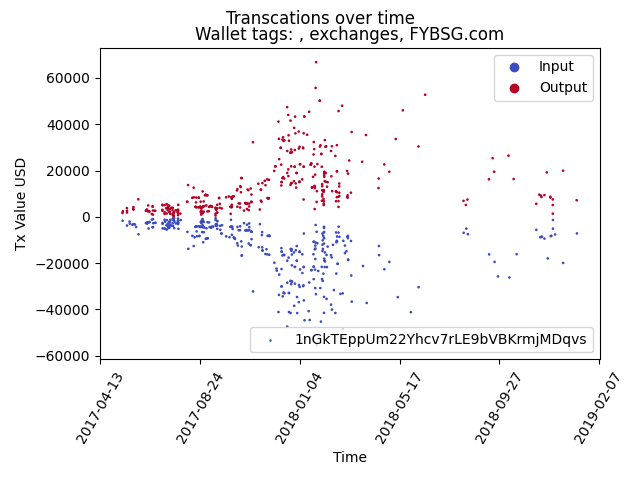 Transcations over time
Wallet tags: , exchanges, FYBSG.com
Input
Output
60000
40000
20000
0
−20000
−40000
−60000
Tx Value USD
1nGkTEppUm22Yhcv7rLE9bVBKrmjMDqvs
2017-04-13
2017-08-24
2018-01-04
2018-05-17
2018-09-27
2019-02-07
Time